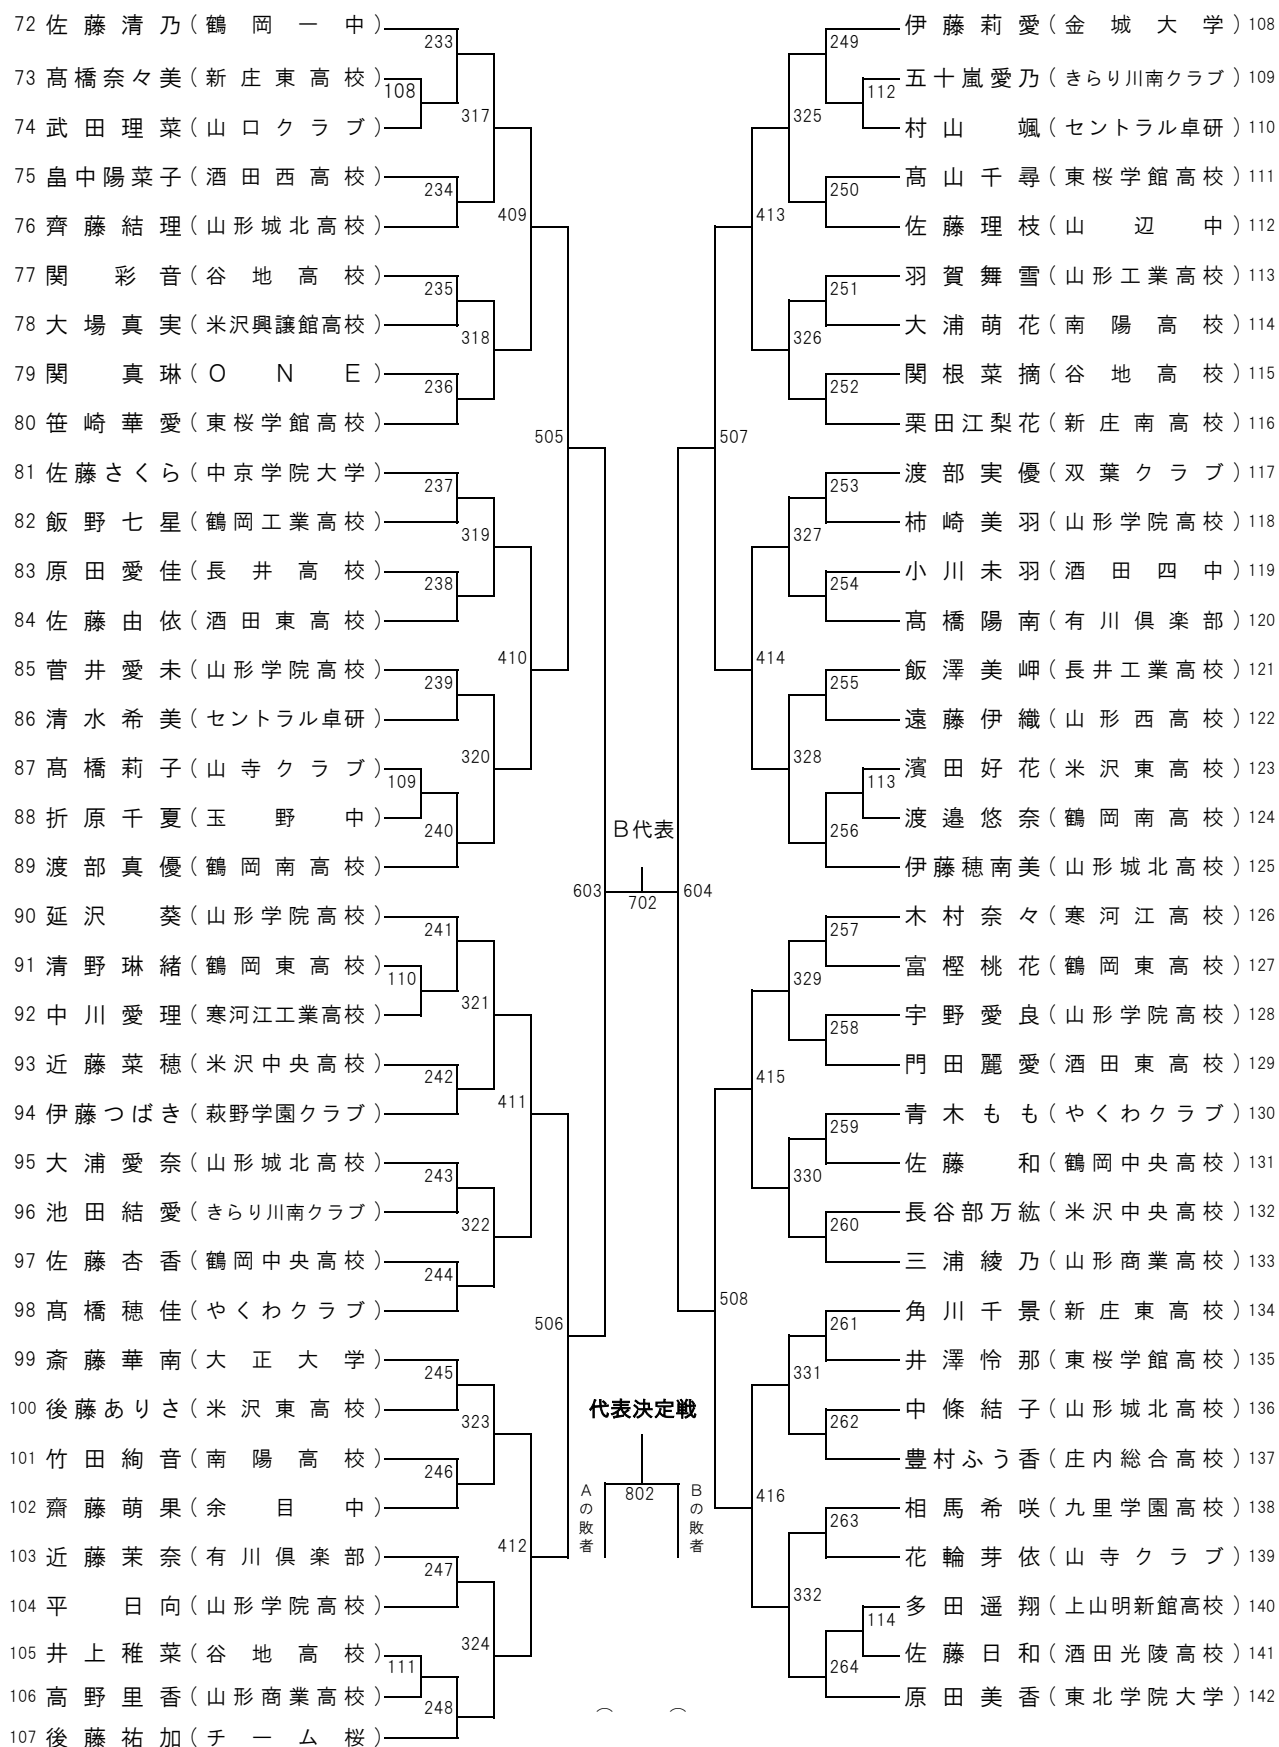 72 佐藤清乃(鶴岡一中)
73 髙橋奈々美(新庄東高校)
74 武田理菜(山口クラブ)
75 畠中陽菜子(酒田西高校)
76 齊藤結理(山形城北高校)
77 関彩音(谷地高校)
78 大場真実(米沢興譲館高校)
79 関真琳(ONE)
80 笹崎華愛(東桜学館高校)
81 佐藤さくら(中京学院大学)
82 飯野七星(鶴岡工業高校)
83 原田愛佳(長井高校)
84 佐藤由依(酒田東高校)
85 菅井愛未(山形学院高校)
86 清水希美(セントラル卓研)
87 髙橋莉子(山寺クラブ)
88 折原千夏(玉野中)
89 渡部真優(鶴岡南高校)
90 延沢葵(山形学院高校)
91 清野琳緒(鶴岡東高校)
92 中川愛理(寒河江工業高校)
93 近藤菜穂(米沢中央高校)
94 伊藤つばき(萩野学園クラブ)
95 大浦愛奈(山形城北高校)
96 池田結愛(きらり川南クラブ)
97 佐藤杏香(鶴岡中央高校)
98 髙橋穂佳(やくわクラブ)
99 斎藤華南(大正大学)
100 後藤ありさ(米沢東高校)
101 竹田絢音(南陽高校)
102 齋藤萌果(余目中)
103 近藤茉奈(有川倶楽部)
104 平日向(山形学院高校)
105 井上稚菜(谷地高校)
106 高野里香(山形商業高校)
107 後藤祐加(チーム桜)
233
108
317
234
409
235
318
236
505
237
319
238
410
239
320
109
240
603
241
110
321
242
411
243
322
244
506
245
323
246
412
247
324
111
248
B代表
702
代表決定戦
802
Aの敗者
Bの敗者
604
249
112
325
250
413
251
326
252
507
253
327
254
414
255
328
113
256
257
329
258
415
259
330
260
508
261
331
262
416
263
332
114
264
伊藤莉愛(金城大学)108
五十嵐愛乃(きらり川南クラブ)109
村山颯(セントラル卓研)110
髙山千尋(東桜学館高校)111
佐藤理枝(山辺中)112
羽賀舞雪(山形工業高校)113
大浦萌花(南陽高校)114
関根菜摘(谷地高校)115
栗田江梨花(新庄南高校)116
渡部実優(双葉クラブ)117
柿崎美羽(山形学院高校)118
小川未羽(酒田四中)119
髙橋陽南(有川倶楽部)120
飯澤美岬(長井工業高校)121
遠藤伊織(山形西高校)122
濱田好花(米沢東高校)123
渡邉悠奈(鶴岡南高校)124
伊藤穂南美(山形城北高校)125
木村奈々(寒河江高校)126
富樫桃花(鶴岡東高校)127
宇野愛良(山形学院高校)128
門田麗愛(酒田東高校)129
青木もも(やくわクラブ)130
佐藤和(鶴岡中央高校)131
長谷部万紘(米沢中央高校)132
三浦綾乃(山形商業高校)133
角川千景(新庄東高校)134
井澤怜那(東桜学館高校)135
中條結子(山形城北高校)136
豊村ふう香(庄内総合高校)137
相馬希咲(九里学園高校)138
花輪芽依(山寺クラブ)139
多田遥翔(上山明新館高校)140
佐藤日和(酒田光陵高校)141
原田美香(東北学院大学)142